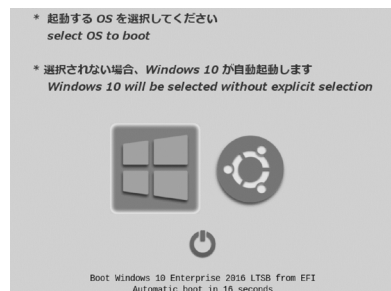 * 起動する OS を選択してください
select OS to boot
* 選択されない場合、Windows 10 が自動起動します
Windows 10 will be selected without explicit selection
Boot Windows 10 Enterprise 2016 LTSB from EFI
Automatic boot in 16 seconds